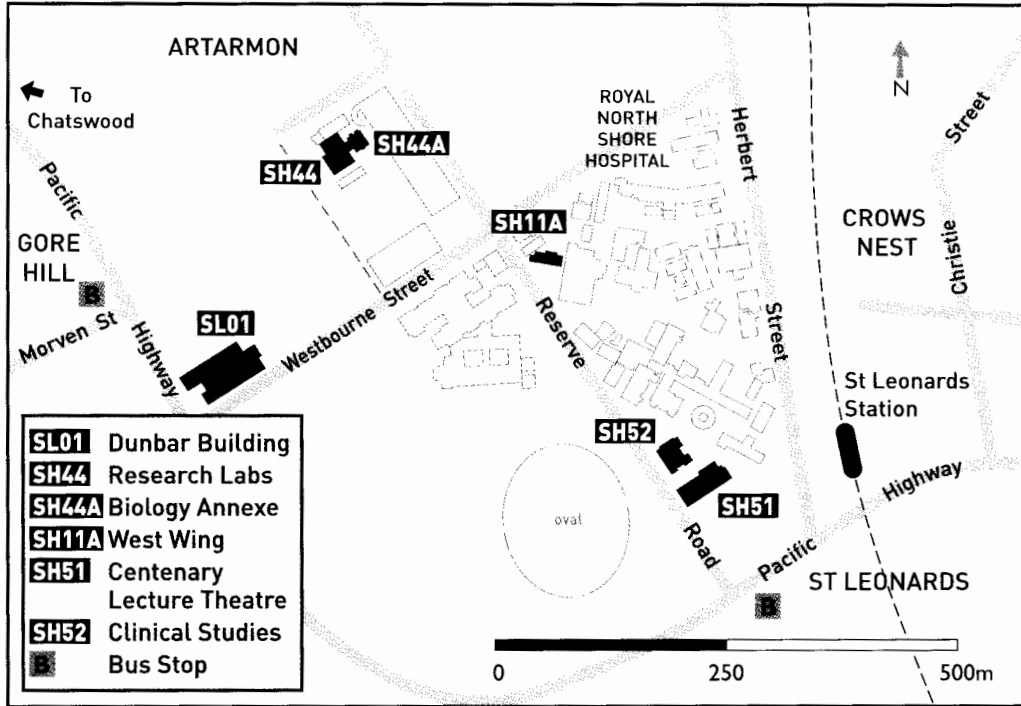 ARTARMON
To
Chatswood
N
ROYAL
NORTH
SHORE
HOSPITAL
Herbert
Street
Street
Christie
SH44A
SH44
Pacific
Highway
SH11A
CROWS
NEST
GORE
HILL
B
Morven St
SL01
Westbourne Street
Reserve
Road
St Leonards
Station
SH52
SH51
oval
Pacific
Highway
ST LEONARDS
B
SL01 Dunbar Building
SH44 Research Labs
SH44A Biology Annexe
SH11A West Wing
SH51 Centenary
Lecture Theatre
SH52 Clinical Studies
B Bus Stop
0 250 500m